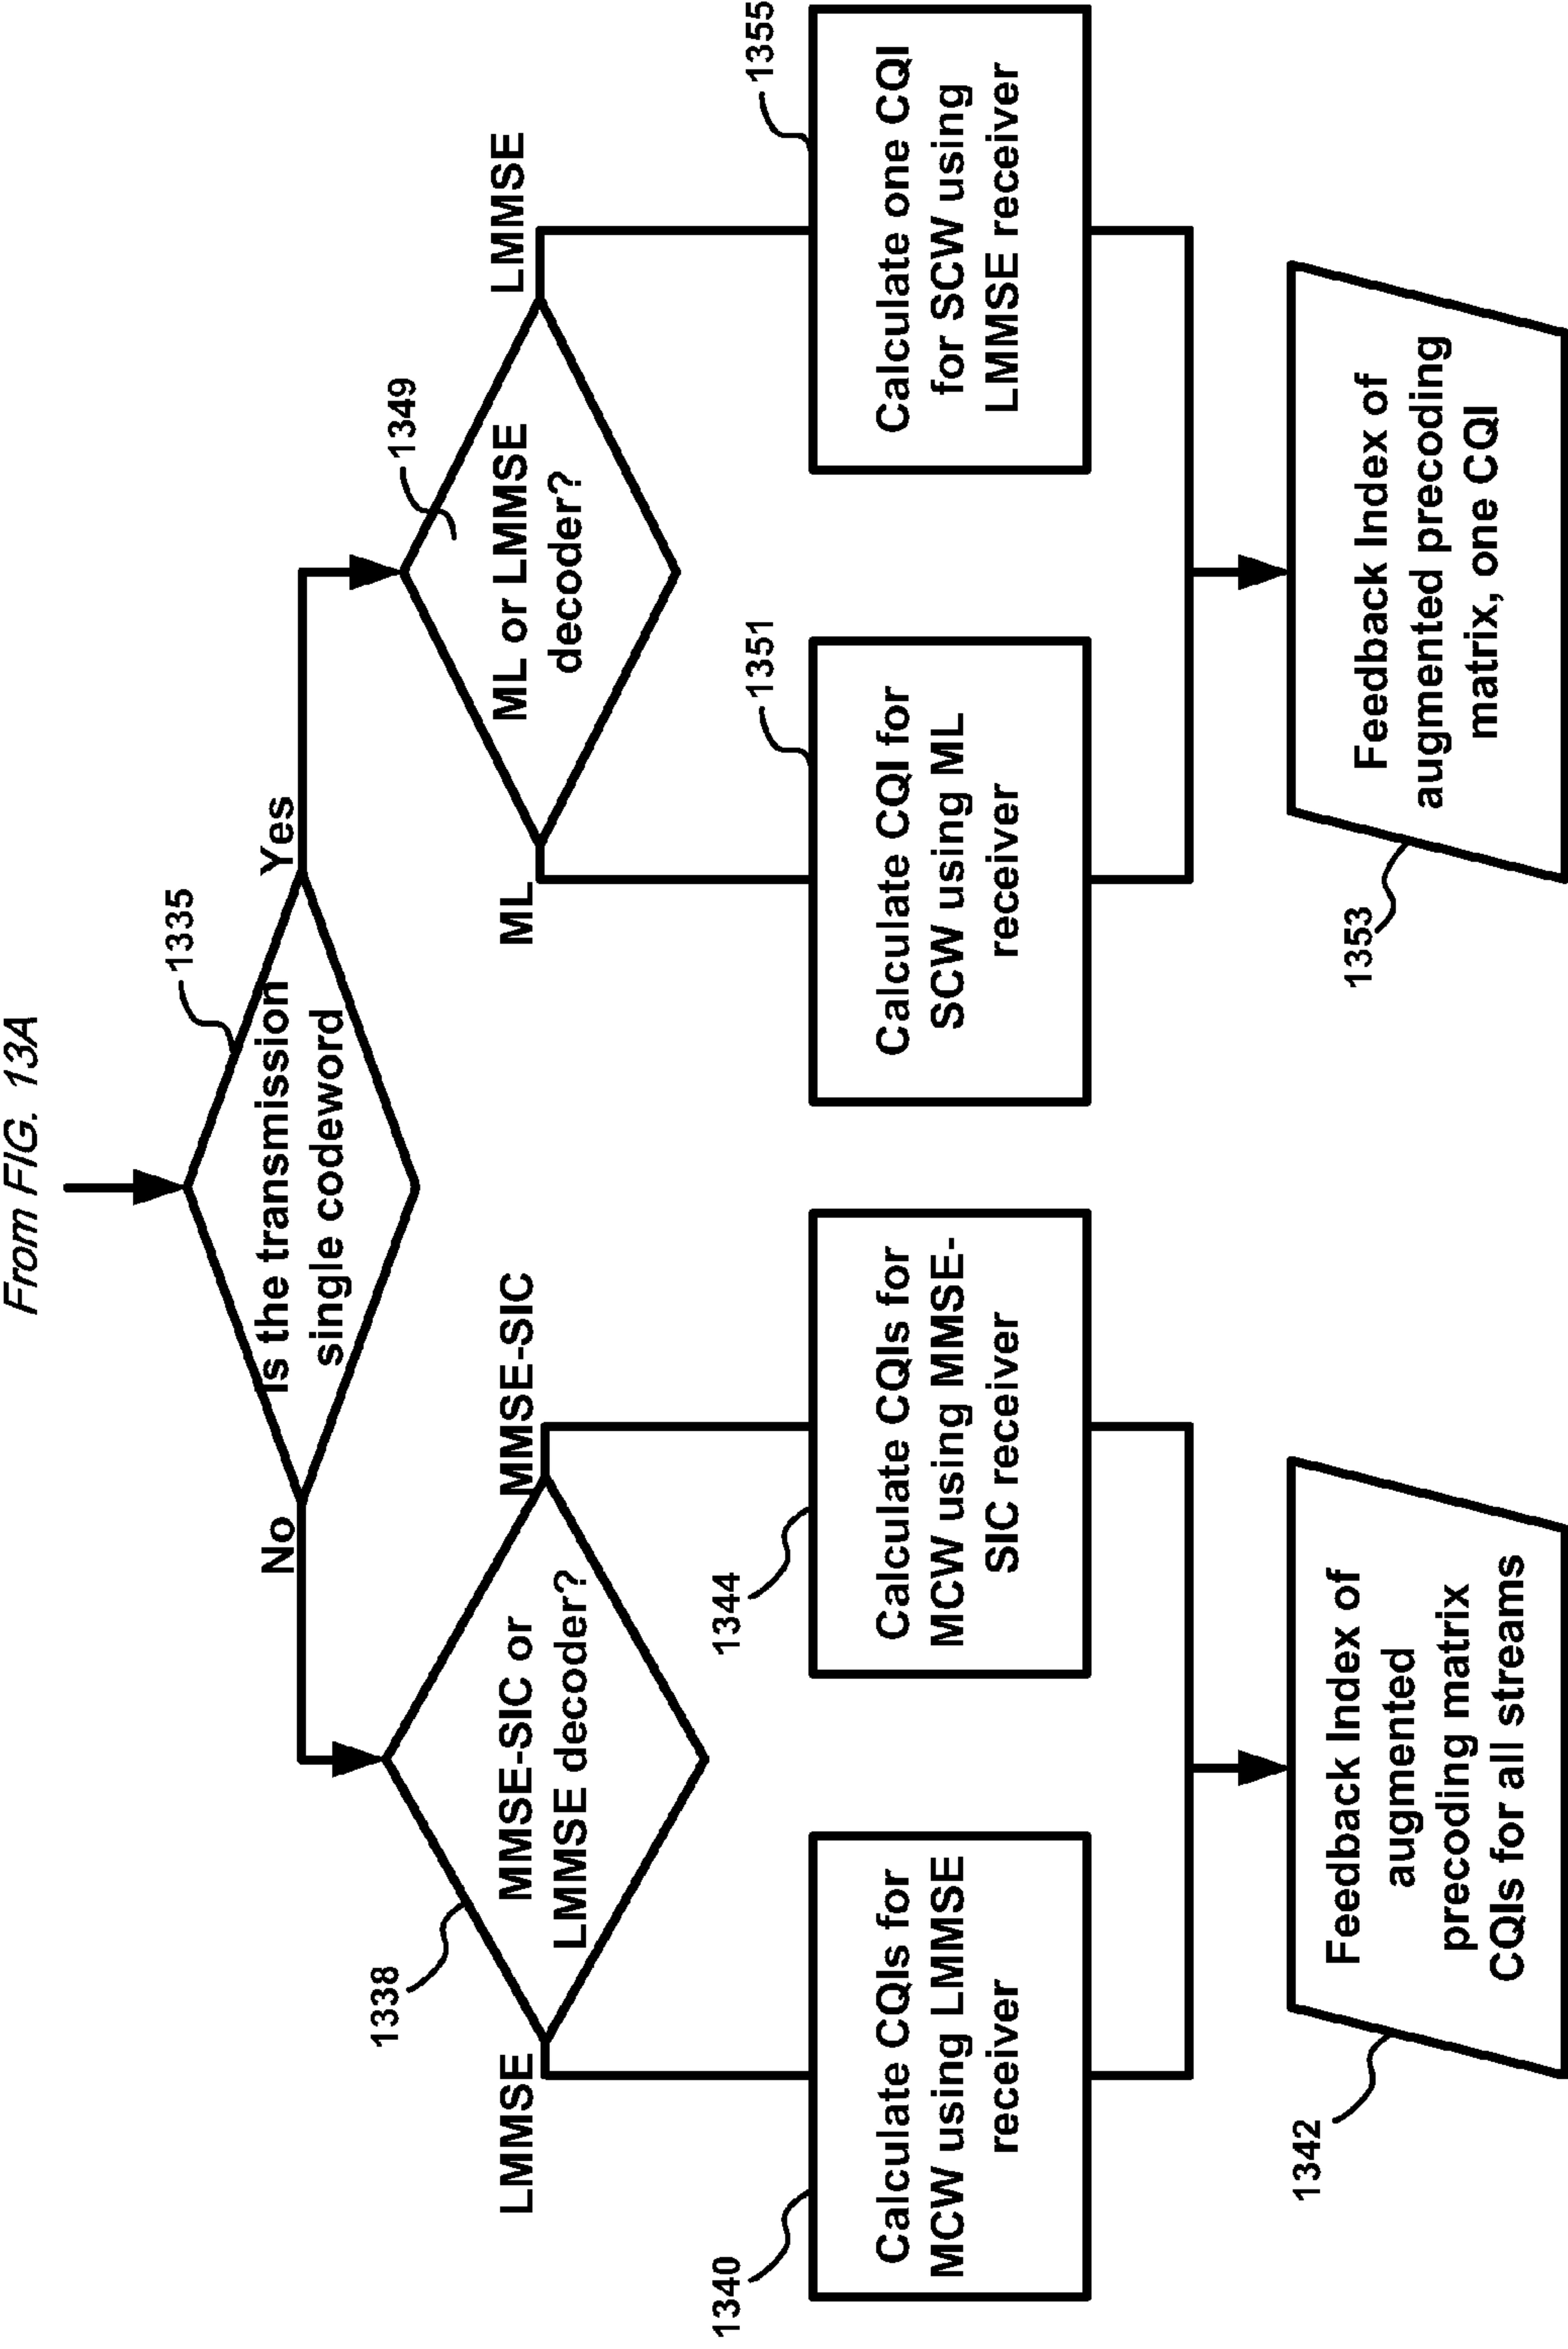 From FIG. 13A
1335
Is the transmission
single codeword
No
Yes
1338
MMSE-SIC or
LMMSE decoder?
LMMSE
MMSE-SIC
1349
ML or LMMSE
decoder?
ML
LMMSE
1340
Calculate CQIs for
MCW using LMMSE
receiver
1344
Calculate CQIs for
MCW using MMSE-
SIC receiver
1351
Calculate CQI for
SCW using ML
receiver
1355
Calculate one CQI
for SCW using
LMMSE receiver
1342
Feedback Index of
augmented
precoding matrix
CQIs for all streams
1353
Feedback Index of
augmented precoding
matrix, one CQI